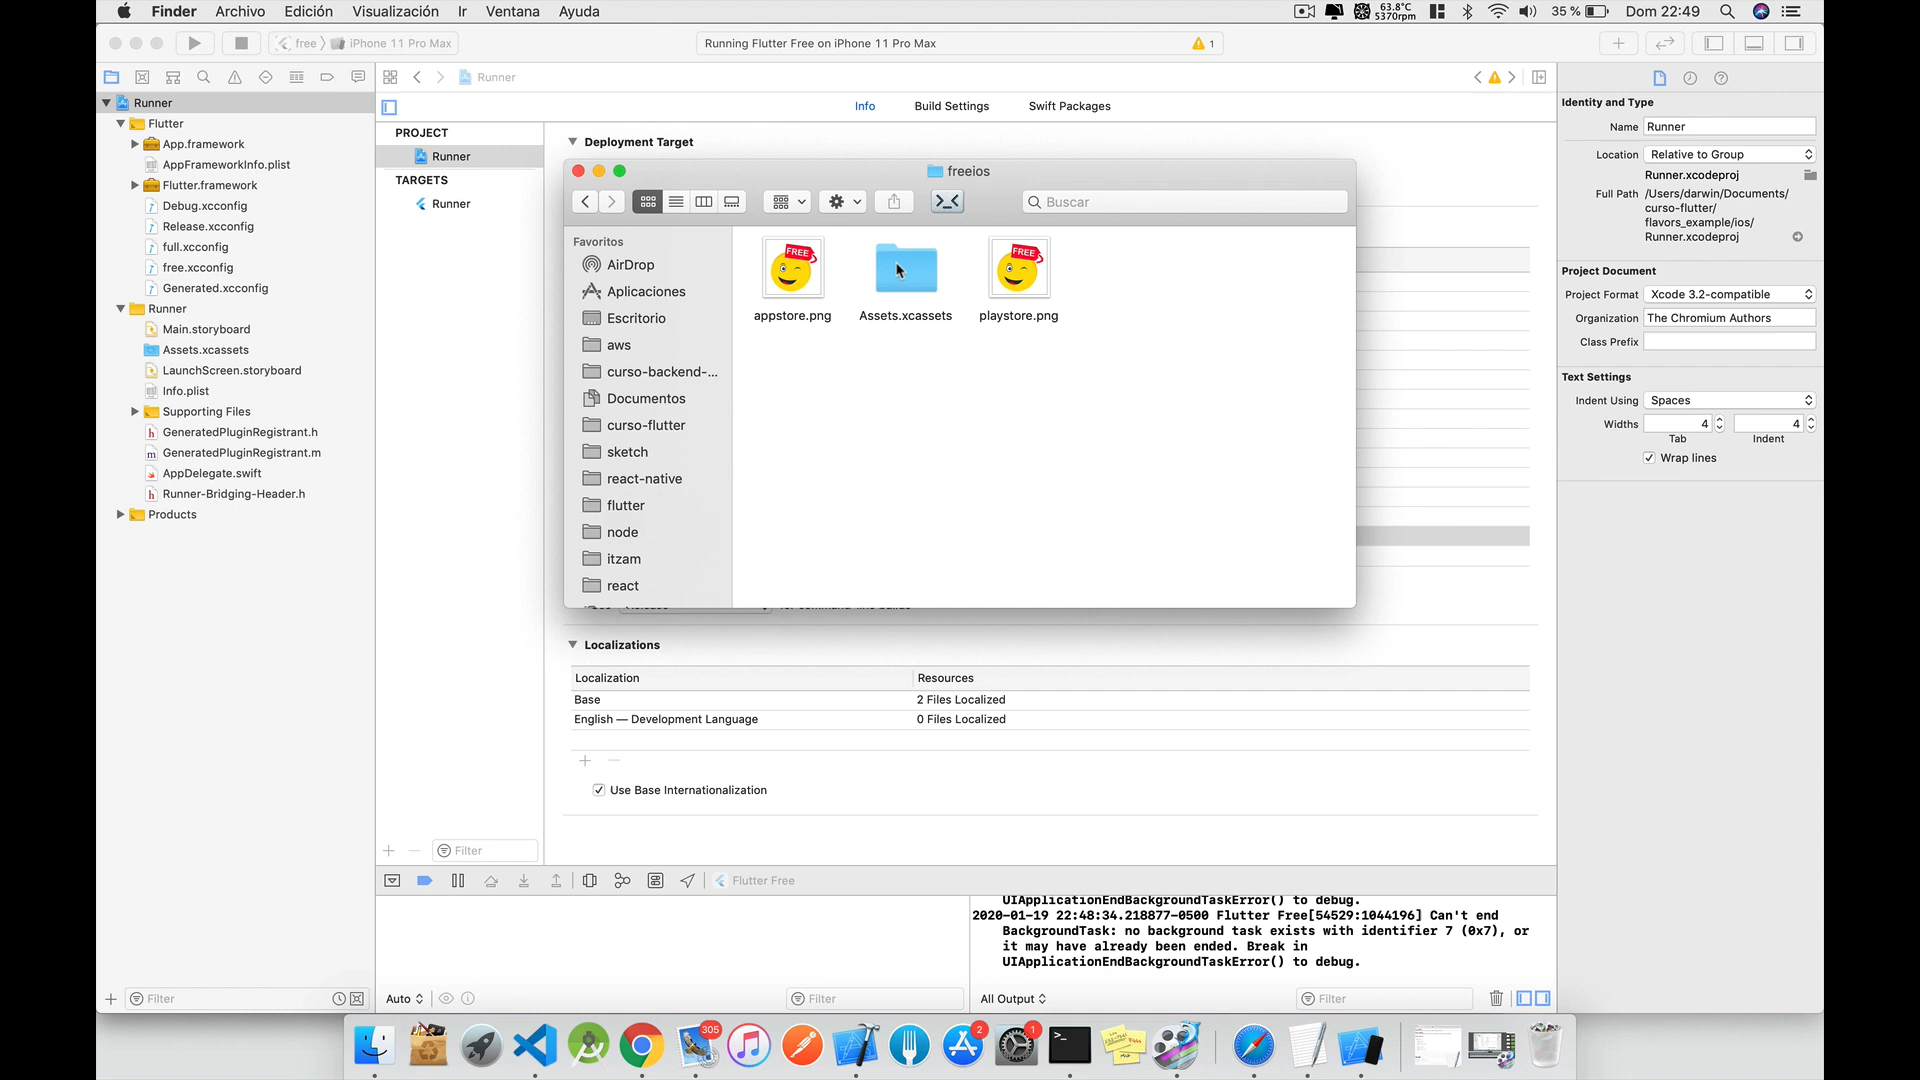 Finder Archivo Edición Visualización Ir Ventana Ayuda 63.8°C 5370rpm 35 % Dom 22:49
free iPhone 11 Pro Max Running Flutter Free on iPhone 11 Pro Max 1
Runner
Info Build Settings Swift Packages
Runner
Flutter
App.framework
AppFrameworkInfo.plist
Flutter.framework
Debug.xcconfig
Release.xcconfig
full.xcconfig
free.xcconfig
Generated.xcconfig
Runner
Main.storyboard
Assets.xcassets
LaunchScreen.storyboard
Info.plist
Supporting Files
GeneratedPluginRegistrant.h
GeneratedPluginRegistrant.m
AppDelegate.swift
Runner-Bridging-Header.h
Products
Filter
PROJECT
Runner
TARGETS
Runner
Filter
Deployment Target
freeios
Buscar
Favoritos
AirDrop
Aplicaciones
Escritorio
aws
curso-backend-...
Documentos
curso-flutter
sketch
react-native
flutter
node
itzam
react
FREE
FREE
appstore.png Assets.xcassets playstore.png
Localizations
Localization Resources
Base 2 Files Localized
English — Development Language 0 Files Localized
Use Base Internationalization
Flutter Free
UIApplicationEndBackgroundTaskError() to debug.
2020-01-19 22:48:34.218877-0500 Flutter Free[54529:1044196] Can't end
BackgroundTask: no background task exists with identifier 7 (0x7), or
it may have already been ended. Break in
UIApplicationEndBackgroundTaskError() to debug.
Auto Filter All Output Filter
Identity and Type
Name Runner
Location Relative to Group
Runner.xcodeproj
Full Path /Users/darwin/Documents/
curso-flutter/
flavors_example/ios/
Runner.xcodeproj
Project Document
Project Format Xcode 3.2-compatible
Organization The Chromium Authors
Class Prefix
Text Settings
Indent Using Spaces
Widths 4 4
Tab Indent
Wrap lines
305 2 1